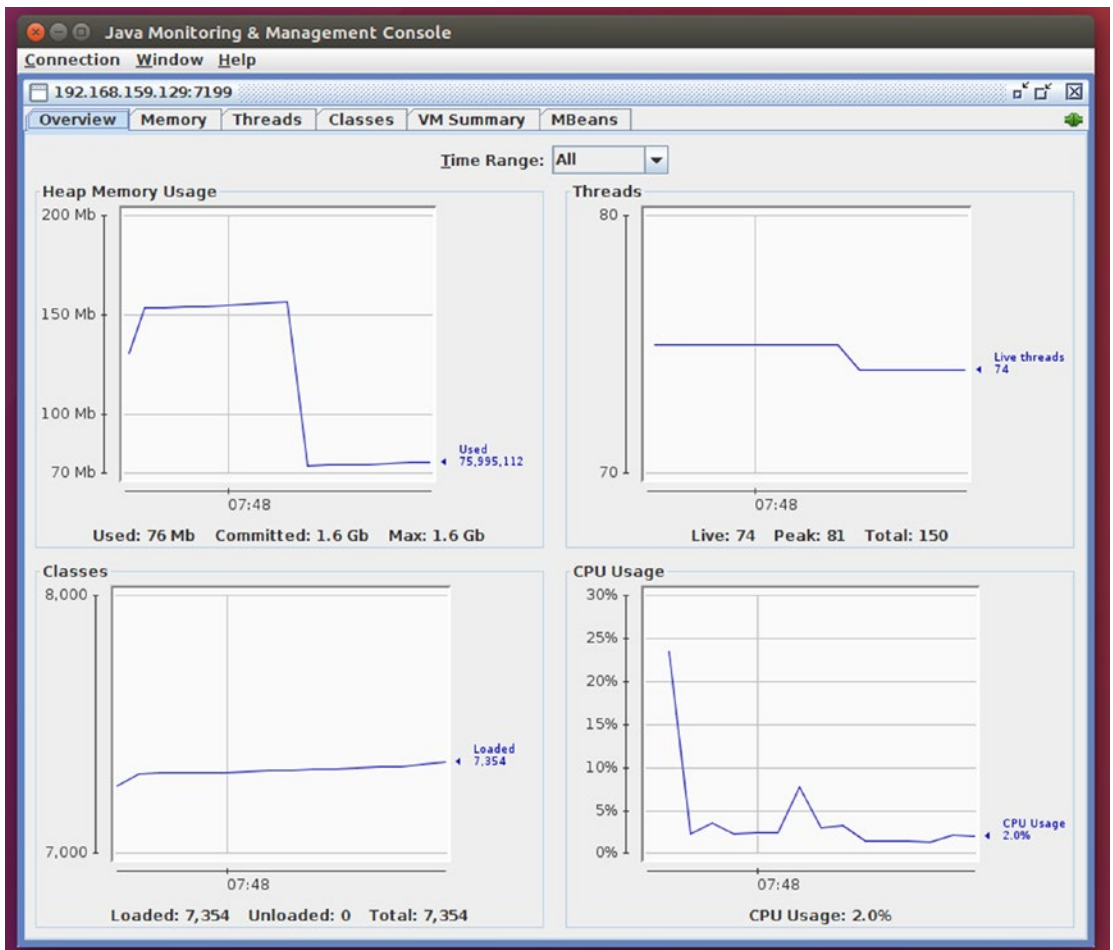 Java Monitoring & Management Console
Connection Window Help
192.168.159.129:7199
Overview Memory Threads Classes VM Summary MBeans
Time Range: All
Heap Memory Usage
200 Mb
150 Mb
100 Mb
70 Mb
Used
75,995,112
07:48
Used: 76 Mb Committed: 1.6 Gb Max: 1.6 Gb
Threads
80
70
Live threads
74
07:48
Live: 74 Peak: 81 Total: 150
Classes
8,000
7,000
Loaded
7,354
07:48
Loaded: 7,354 Unloaded: 0 Total: 7,354
CPU Usage
30%
25%
20%
15%
10%
5%
0%
CPU Usage
2.0%
07:48
CPU Usage: 2.0%